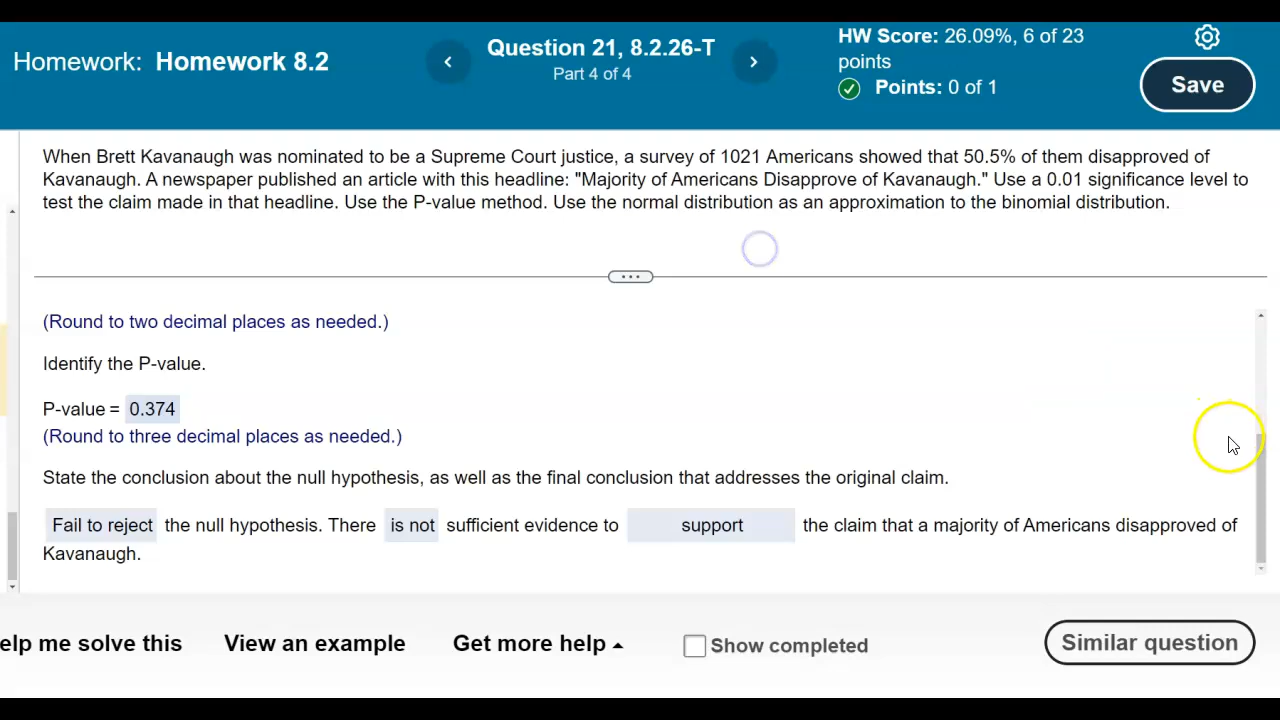 Homework: Homework 8.2
Question 21, 8.2.26-T
Part 4 of 4
HW Score: 26.09%, 6 of 23
points
Points: 0 of 1
Save
When Brett Kavanaugh was nominated to be a Supreme Court justice, a survey of 1021 Americans showed that 50.5% of them disapproved of
Kavanaugh. A newspaper published an article with this headline: "Majority of Americans Disapprove of Kavanaugh." Use a 0.01 significance level to
test the claim made in that headline. Use the P-value method. Use the normal distribution as an approximation to the binomial distribution.
(Round to two decimal places as needed.)
Identify the P-value.
P-value = 0.374
(Round to three decimal places as needed.)
State the conclusion about the null hypothesis, as well as the final conclusion that addresses the original claim.
Fail to reject the null hypothesis. There is not sufficient evidence to support the claim that a majority of Americans disapproved of
Kavanaugh.
elp me solve this View an example Get more help Show completed Similar question